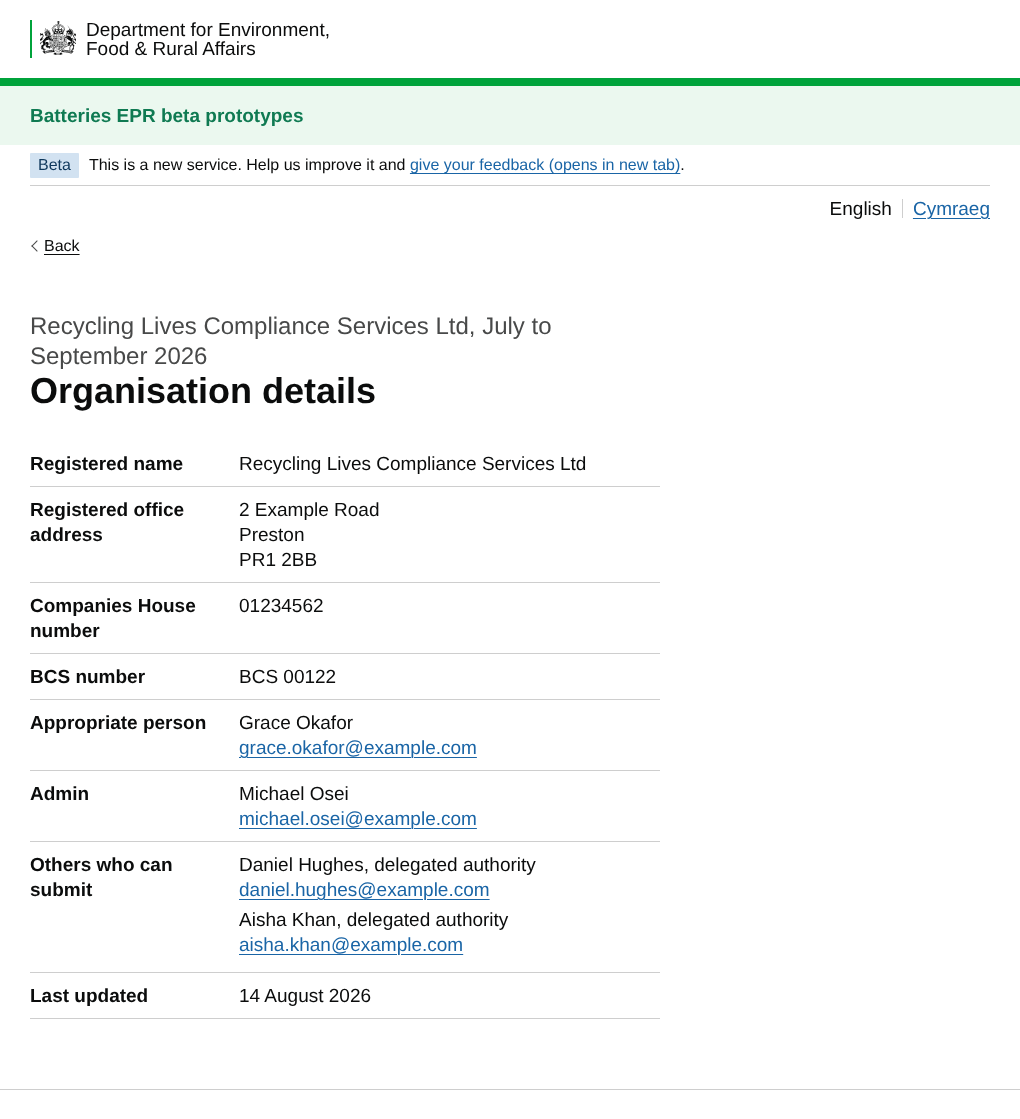 Department for Environment,
Food & Rural Affairs
Batteries EPR beta prototypes
Beta This is a new service. Help us improve it and give your feedback (opens in new tab).
English Cymraeg
Back
Recycling Lives Compliance Services Ltd, July to
September 2026
Organisation details
Registered name Recycling Lives Compliance Services Ltd
Registered office 2 Example Road
address Preston
PR1 2BB
Companies House 01234562
number
BCS number BCS 00122
Appropriate person Grace Okafor
grace.okafor@example.com
Admin Michael Osei
michael.osei@example.com
Others who can Daniel Hughes, delegated authority
submit daniel.hughes@example.com
Aisha Khan, delegated authority
aisha.khan@example.com
Last updated 14 August 2026